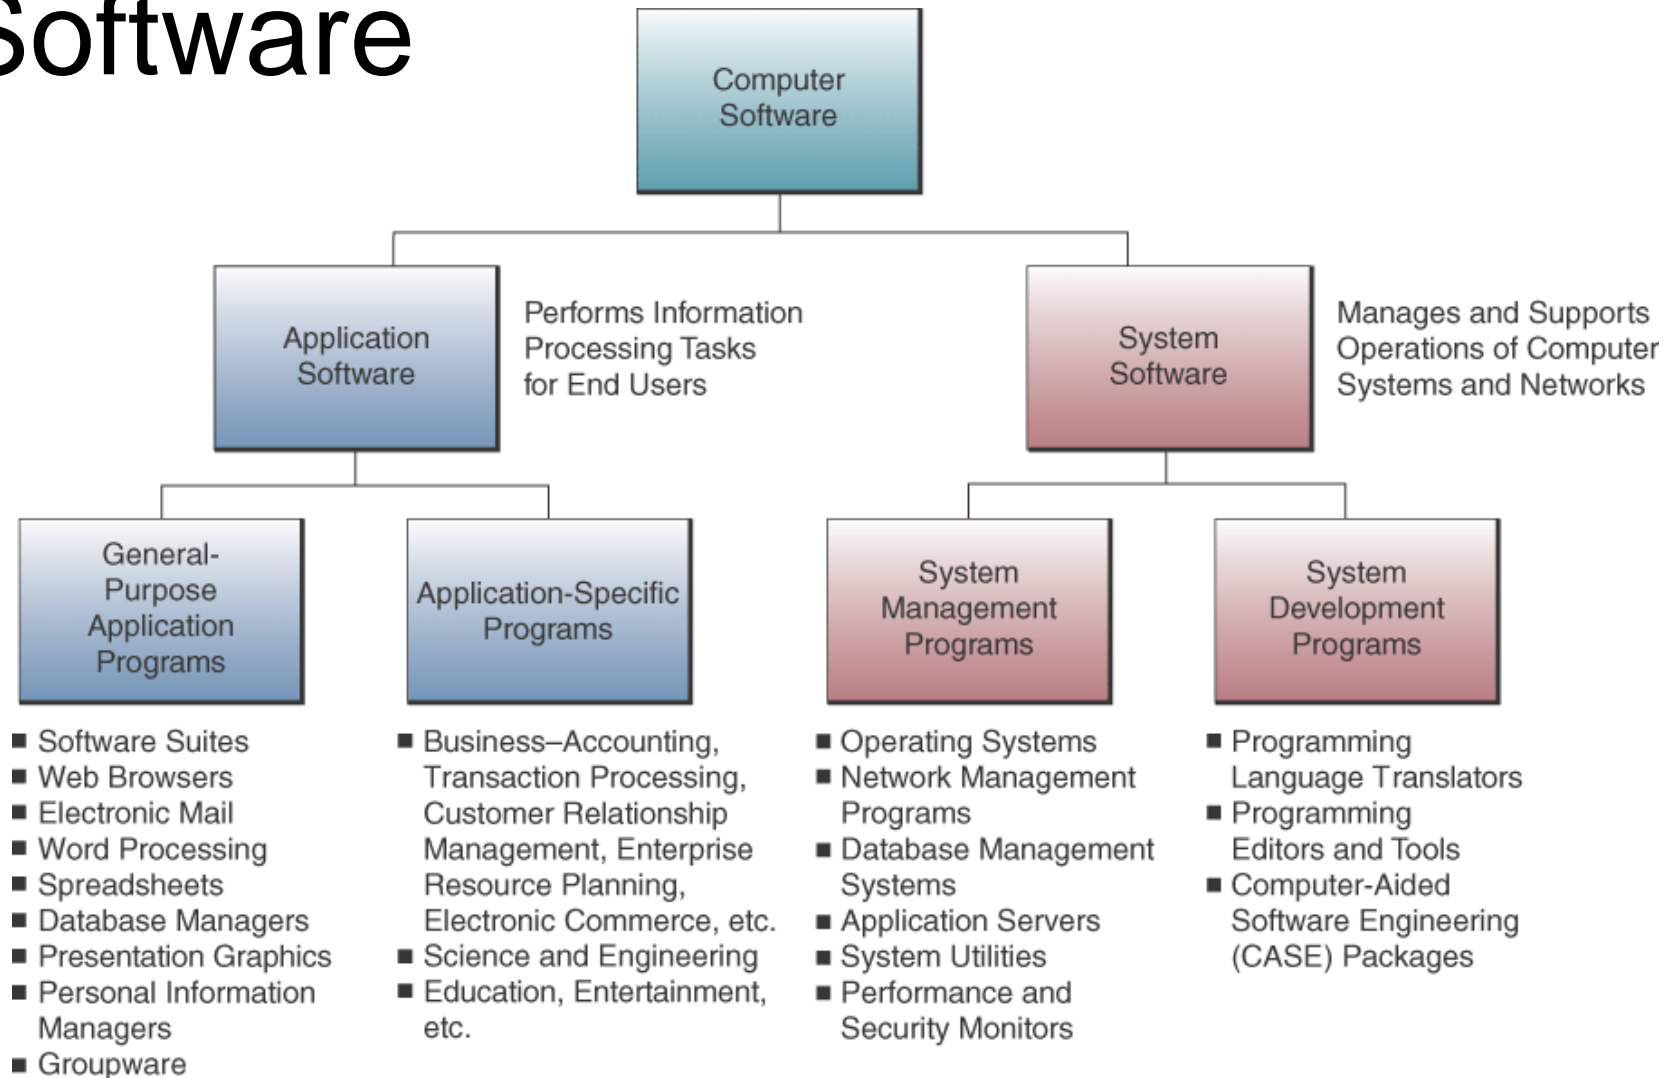 Software
Computer
Software
Application
Software
Performs Information
Processing Tasks
for End Users
System
Software
Manages and Supports
Operations of Computer
Systems and Networks
General-
Purpose
Application
Programs
Application-Specific
Programs
System
Management
Programs
System
Development
Programs
■ Software Suites
■ Web Browsers
■ Electronic Mail
■ Word Processing
■ Spreadsheets
■ Database Managers
■ Presentation Graphics
■ Personal Information
Managers
■ Groupware
■ Business–Accounting,
Transaction Processing,
Customer Relationship
Management, Enterprise
Resource Planning,
Electronic Commerce, etc.
■ Science and Engineering
■ Education, Entertainment,
etc.
■ Operating Systems
■ Network Management
Programs
■ Database Management
Systems
■ Application Servers
■ System Utilities
■ Performance and
Security Monitors
■ Programming
Language Translators
■ Programming
Editors and Tools
■ Computer-Aided
Software Engineering
(CASE) Packages